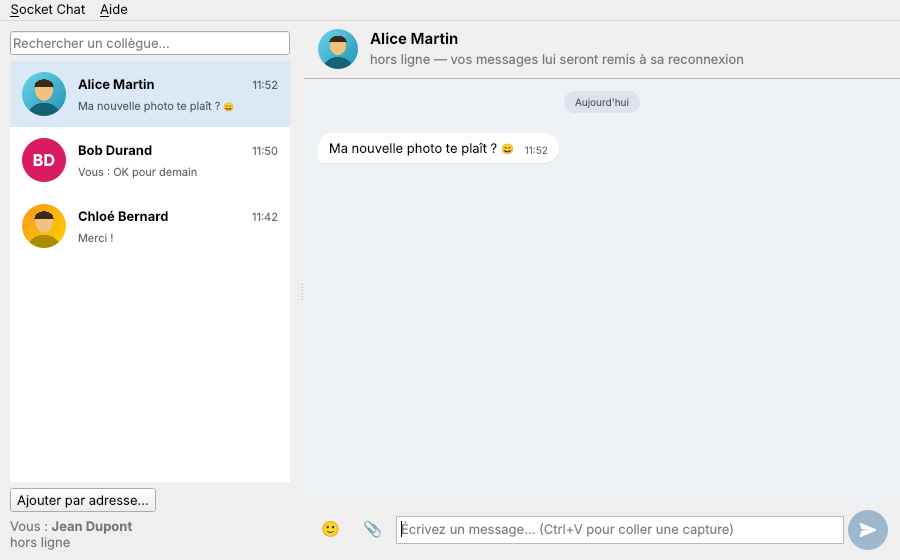 Socket Chat Aide
Rechercher un collègue...
Alice Martin 11:52
Ma nouvelle photo te plaît ? 😄
BD
Bob Durand 11:50
Vous : OK pour demain
Chloé Bernard 11:42
Merci !
Ajouter par adresse...
Vous : Jean Dupont
hors ligne
Alice Martin
hors ligne — vos messages lui seront remis à sa reconnexion
Aujourd'hui
Ma nouvelle photo te plaît ? 😄 11:52
Écrivez un message... (Ctrl+V pour coller une capture)